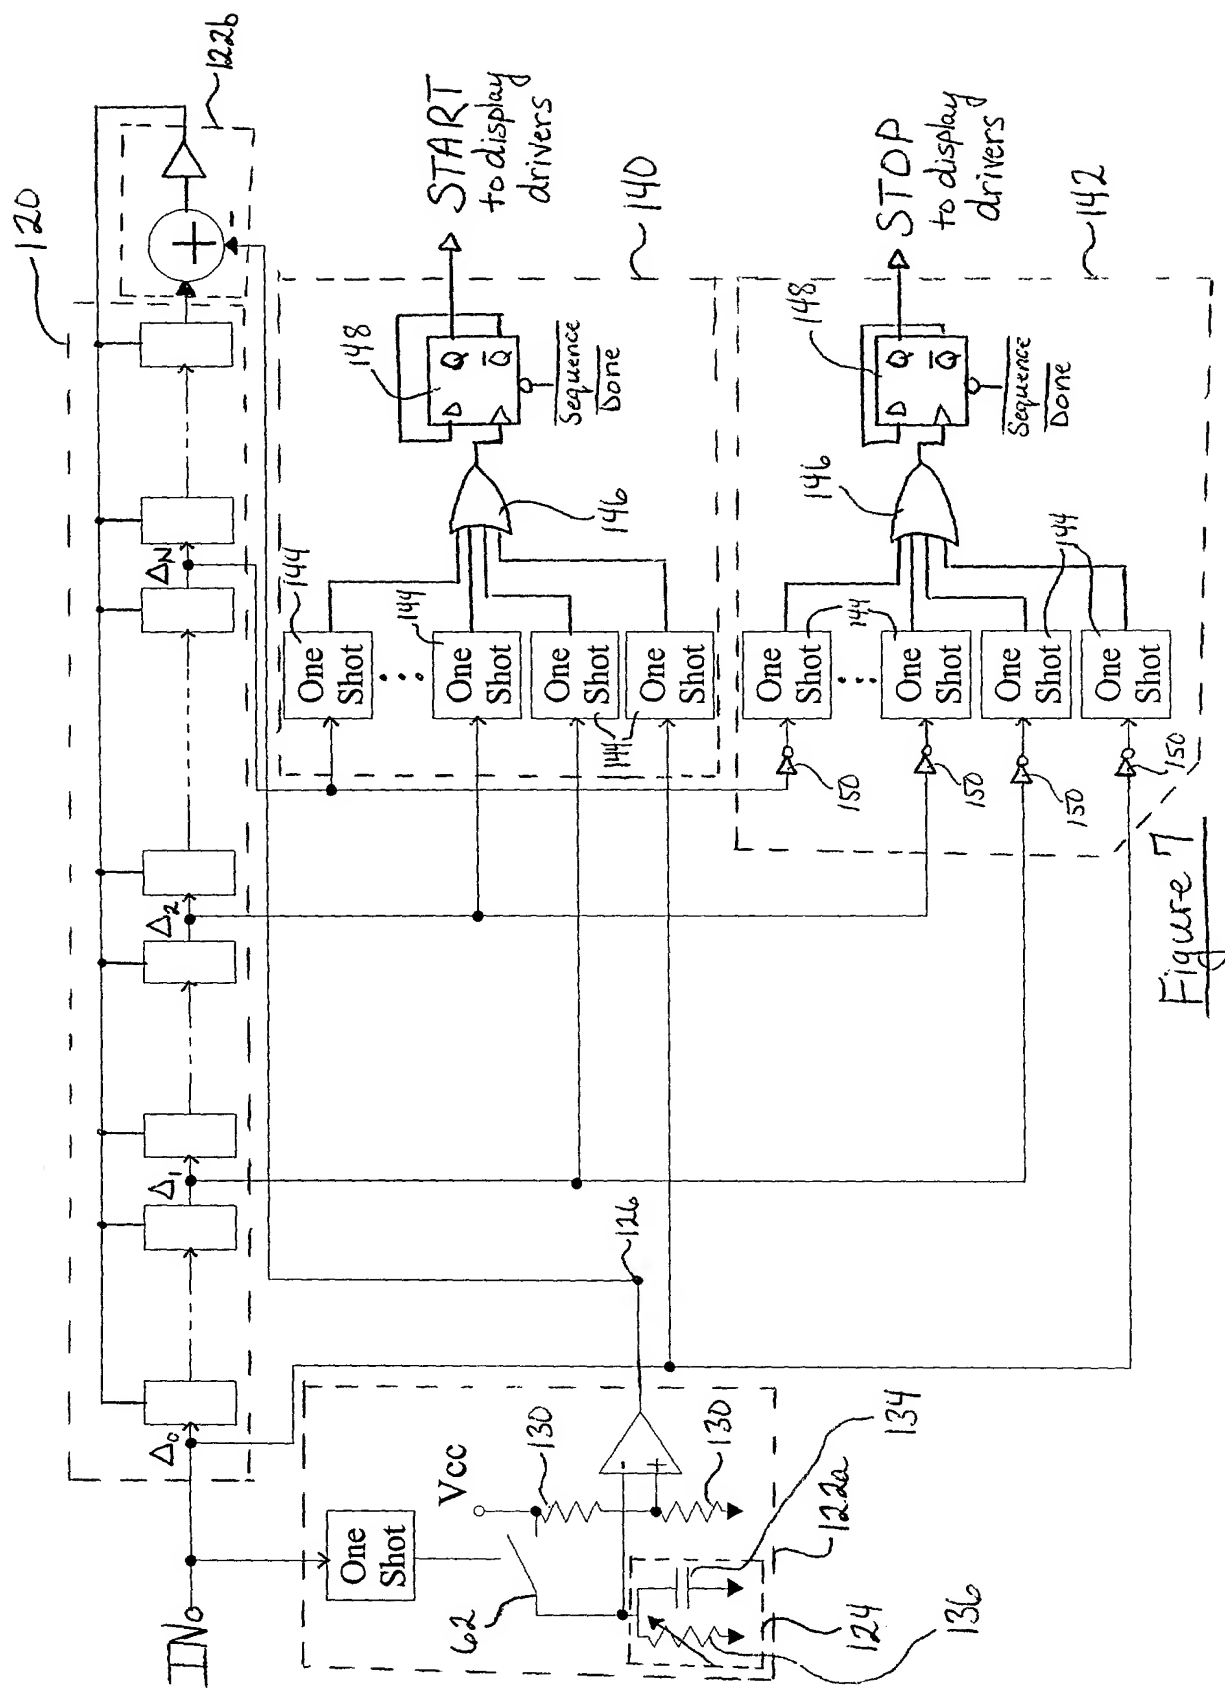 120
122b
Δ0
Δ1
Δ2
ΔN
IN0
One
Shot
Vcc
62
130
130
126
134
122a
124
136
One
Shot
144
One
Shot
144
One
Shot
144
One
Shot
146
148
D
Q
Q̅
Sequence
Done
START
to display
drivers
140
One
Shot
144
One
Shot
One
Shot
144
One
Shot
150
150
150
150
146
148
D
Q
Q̅
Sequence
Done
STOP
to display
drivers
142
Figure 7